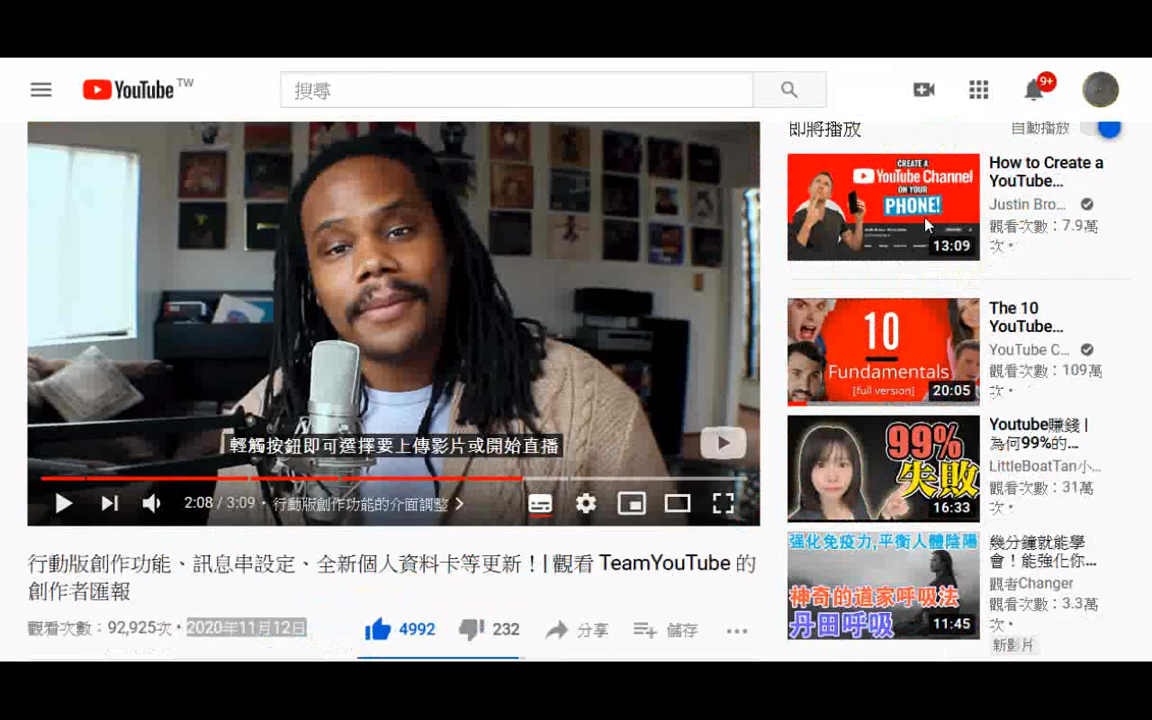 YouTube TW
搜尋
9+
即將播放
自動播放
輕觸按鈕即可選擇要上傳影片或開始直播
2:08 / 3:09 • 行動版創作功能的介面調整
行動版創作功能、訊息串設定、全新個人資料卡等更新！| 觀看 TeamYouTube 的
創作者匯報
觀看次數：92,925次 • 2020年11月12日
4992
232
分享
儲存
CREATE A
YouTube Channel
ON YOUR
PHONE!
13:09
How to Create a
YouTube...
Justin Bro...
觀看次數：7.9萬
次 •
10
Fundamentals
[full version]
20:05
The 10
YouTube...
YouTube C...
觀看次數：109萬
次 •
99%
失敗
16:33
Youtube賺錢 |
為何99%的...
LittleBoatTan小...
觀看次數：31萬
次 •
強化免疫力,平衡人體陰陽
神奇的道家呼吸法
丹田呼吸
11:45
幾分鐘就能學
會！能強化你...
觀者Changer
觀看次數：3.3萬
次 •
新影片